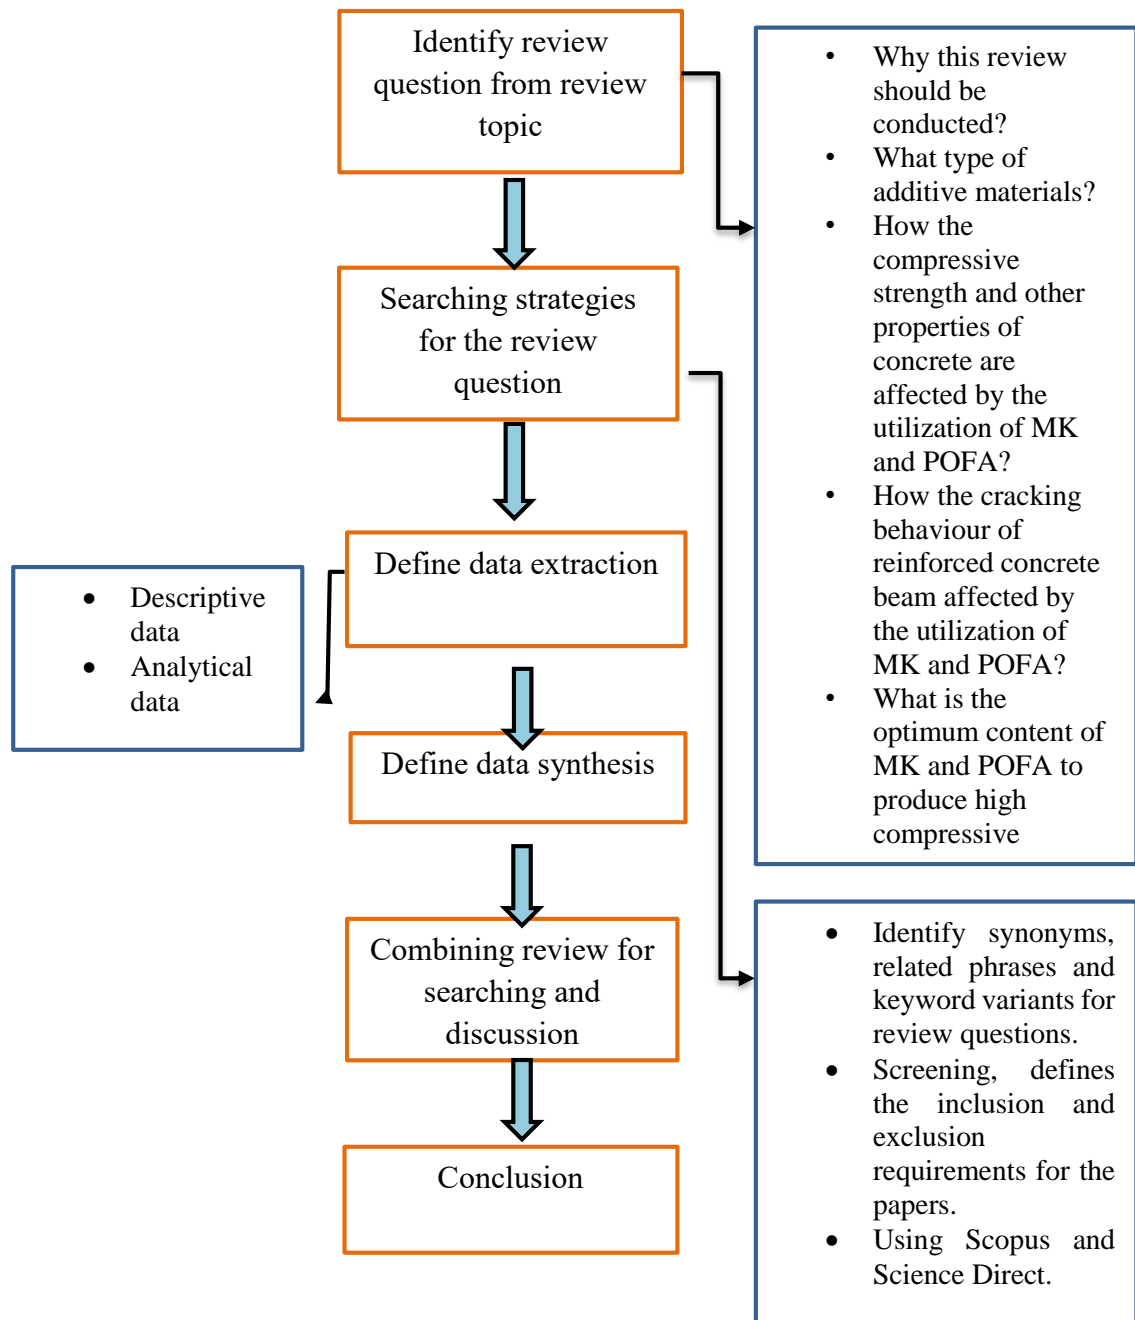 Identify review
question from review
topic
• Why this review
should be
conducted?
• What type of
additive materials?
• How the
compressive
strength and other
properties of
concrete are
affected by the
utilization of MK
and POFA?
• How the cracking
behaviour of
reinforced concrete
beam affected by
the utilization of
MK and POFA?
• What is the
optimum content of
MK and POFA to
produce high
compressive
Searching strategies
for the review
question
• Identify synonyms,
related phrases and
keyword variants for
review questions.
• Screening, defines
the inclusion and
exclusion
requirements for the
papers.
• Using Scopus and
Science Direct.
Define data extraction
• Descriptive
data
• Analytical
data
Define data synthesis
Combining review for
searching and
discussion
Conclusion